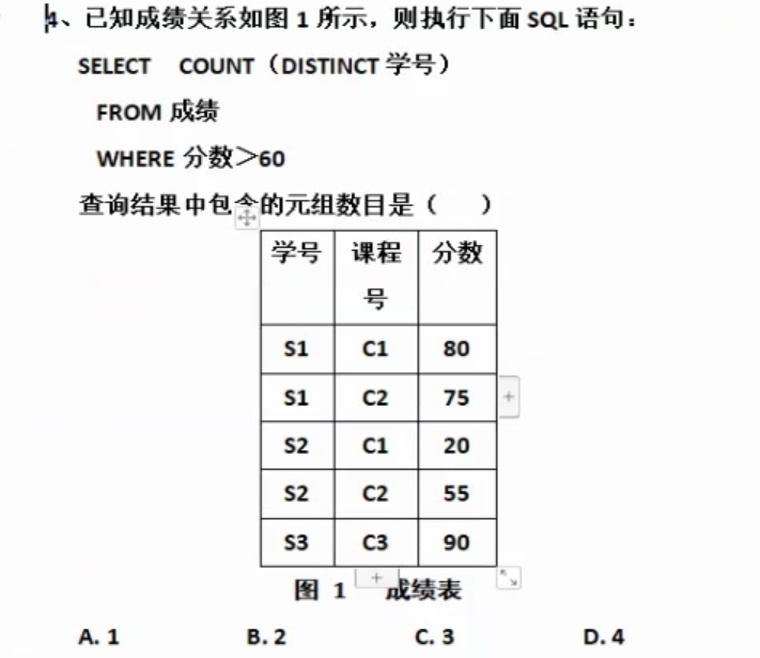 4、已知成绩关系如图 1 所示，则执行下面 SQL 语句：
SELECT COUNT（DISTINCT 学号）
FROM 成绩
WHERE 分数＞60
查询结果中包含的元组数目是（ ）
学号 课程号 分数
S1 C1 80
S1 C2 75
S2 C1 20
S2 C2 55
S3 C3 90
图 1 成绩表
A. 1 B. 2 C. 3 D. 4